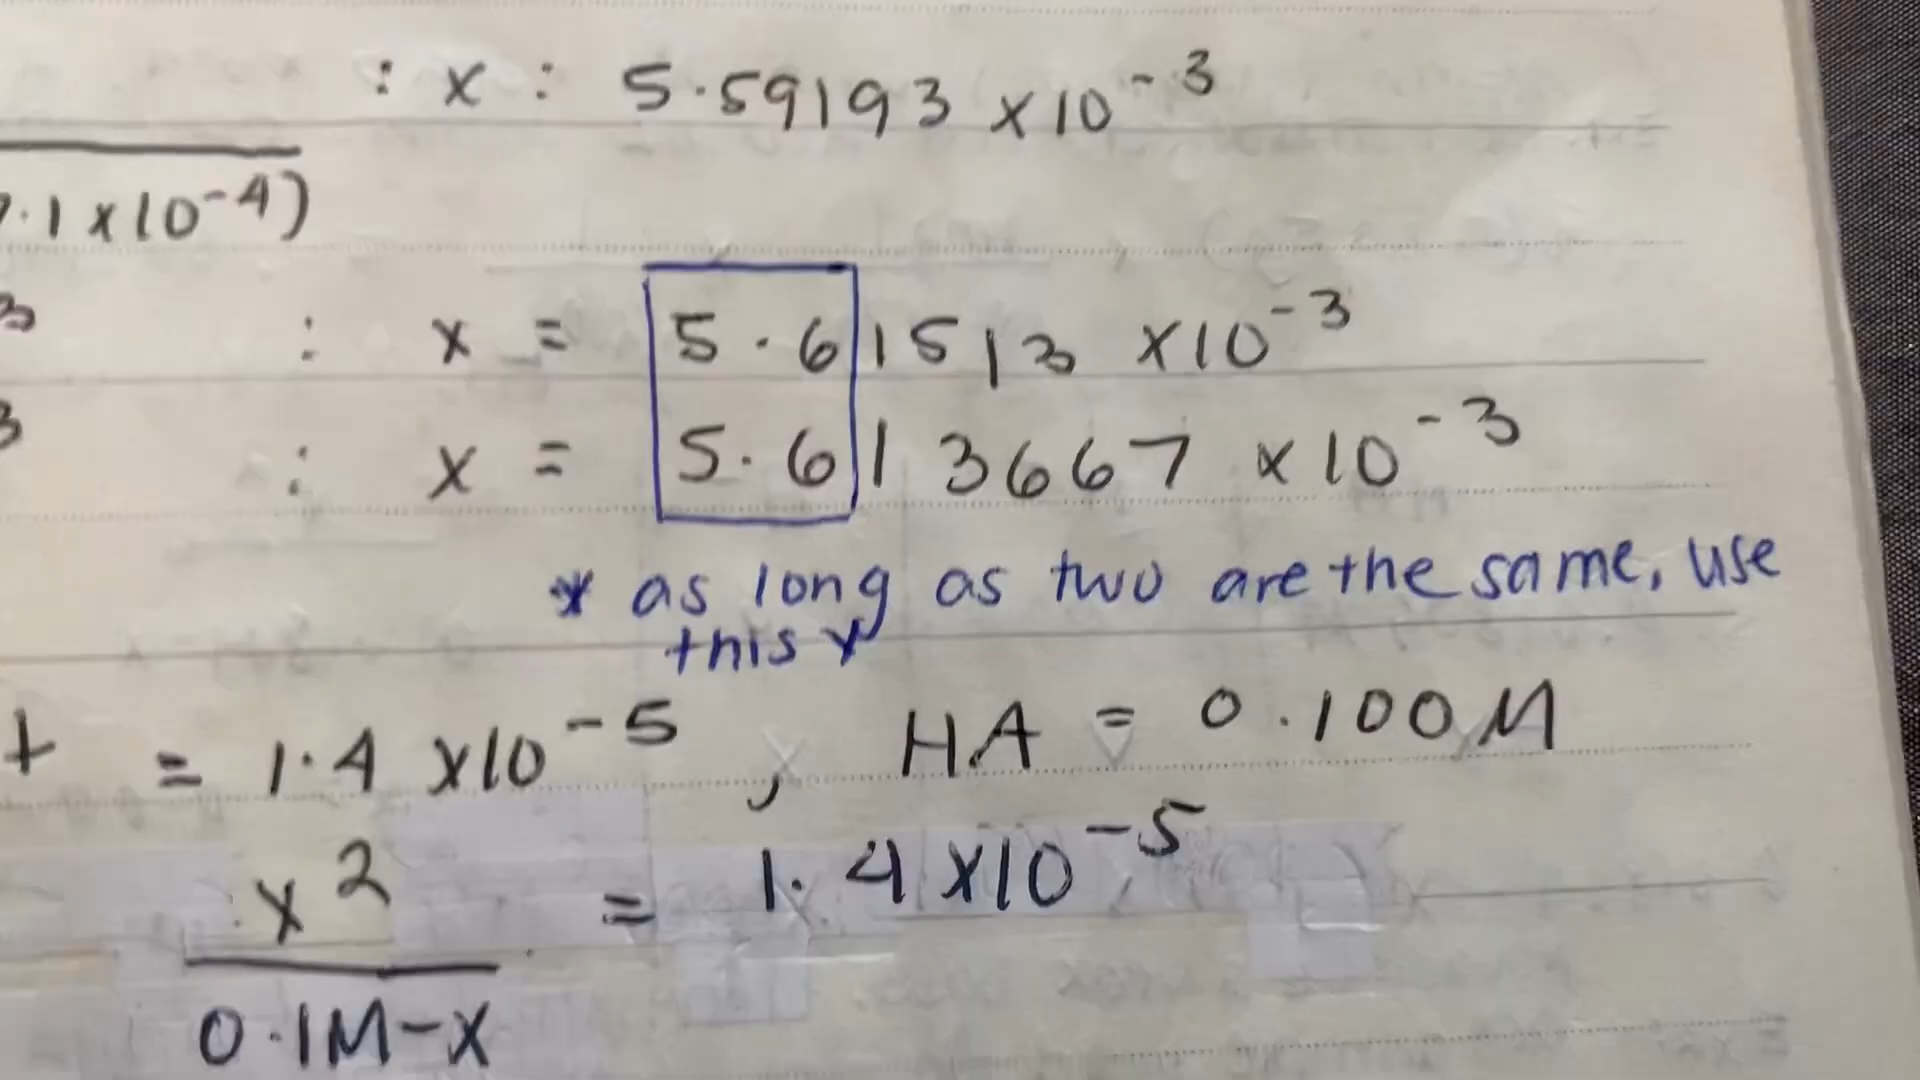 : x : 5.59193 x10⁻³
.1 x10⁻⁴)
3 : x = 5.61513 x10⁻³
3 : x = 5.613667 x10⁻³
* as long as two are the same, use
this *
+ = 1.4 x10⁻⁵ , HA = 0.100M
x² = 1.4 x10⁻⁵
0.1M-x